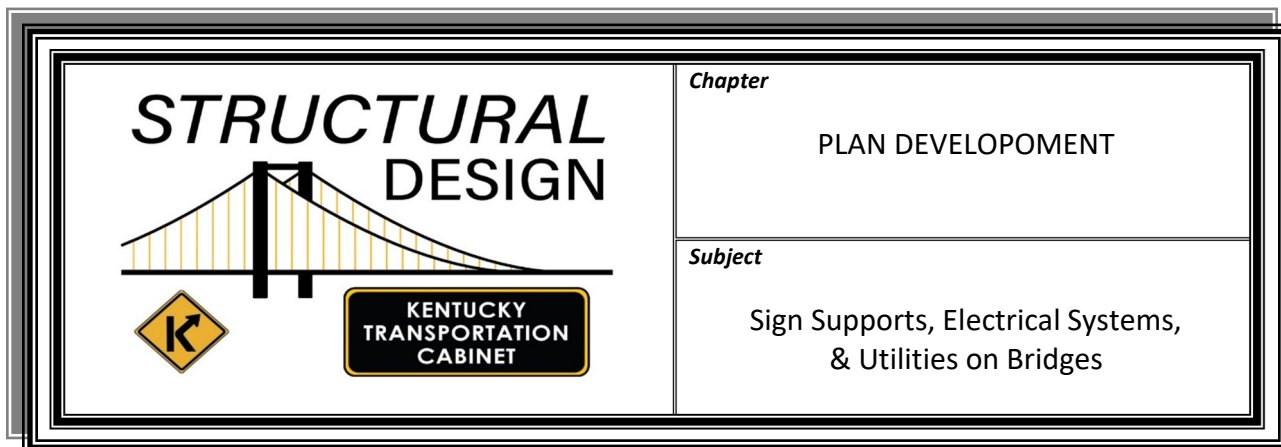 STRUCTURAL
DESIGN
K
KENTUCKY
TRANSPORTATION
CABINET
Chapter
PLAN DEVELOPOMENT
Subject
Sign Supports, Electrical Systems,
& Utilities on Bridges